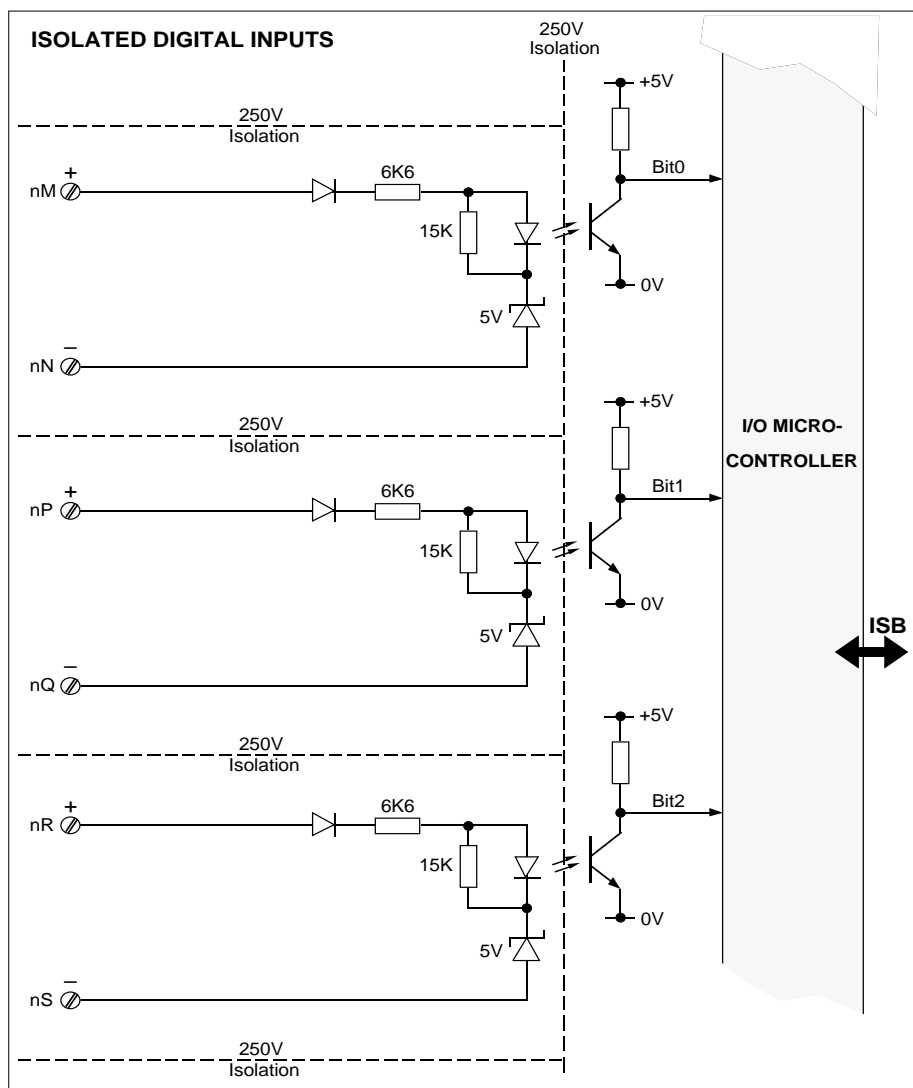 ISOLATED DIGITAL INPUTS
250V
Isolation
+5V
250V
Isolation
nM
+
6K6
15K
Bit0
0V
5V
nN
−
+5V
250V
Isolation
I/O MICRO-
CONTROLLER
nP
+
6K6
15K
Bit1
0V
5V
ISB
nQ
−
+5V
250V
Isolation
nR
+
6K6
15K
Bit2
0V
5V
nS
−
250V
Isolation